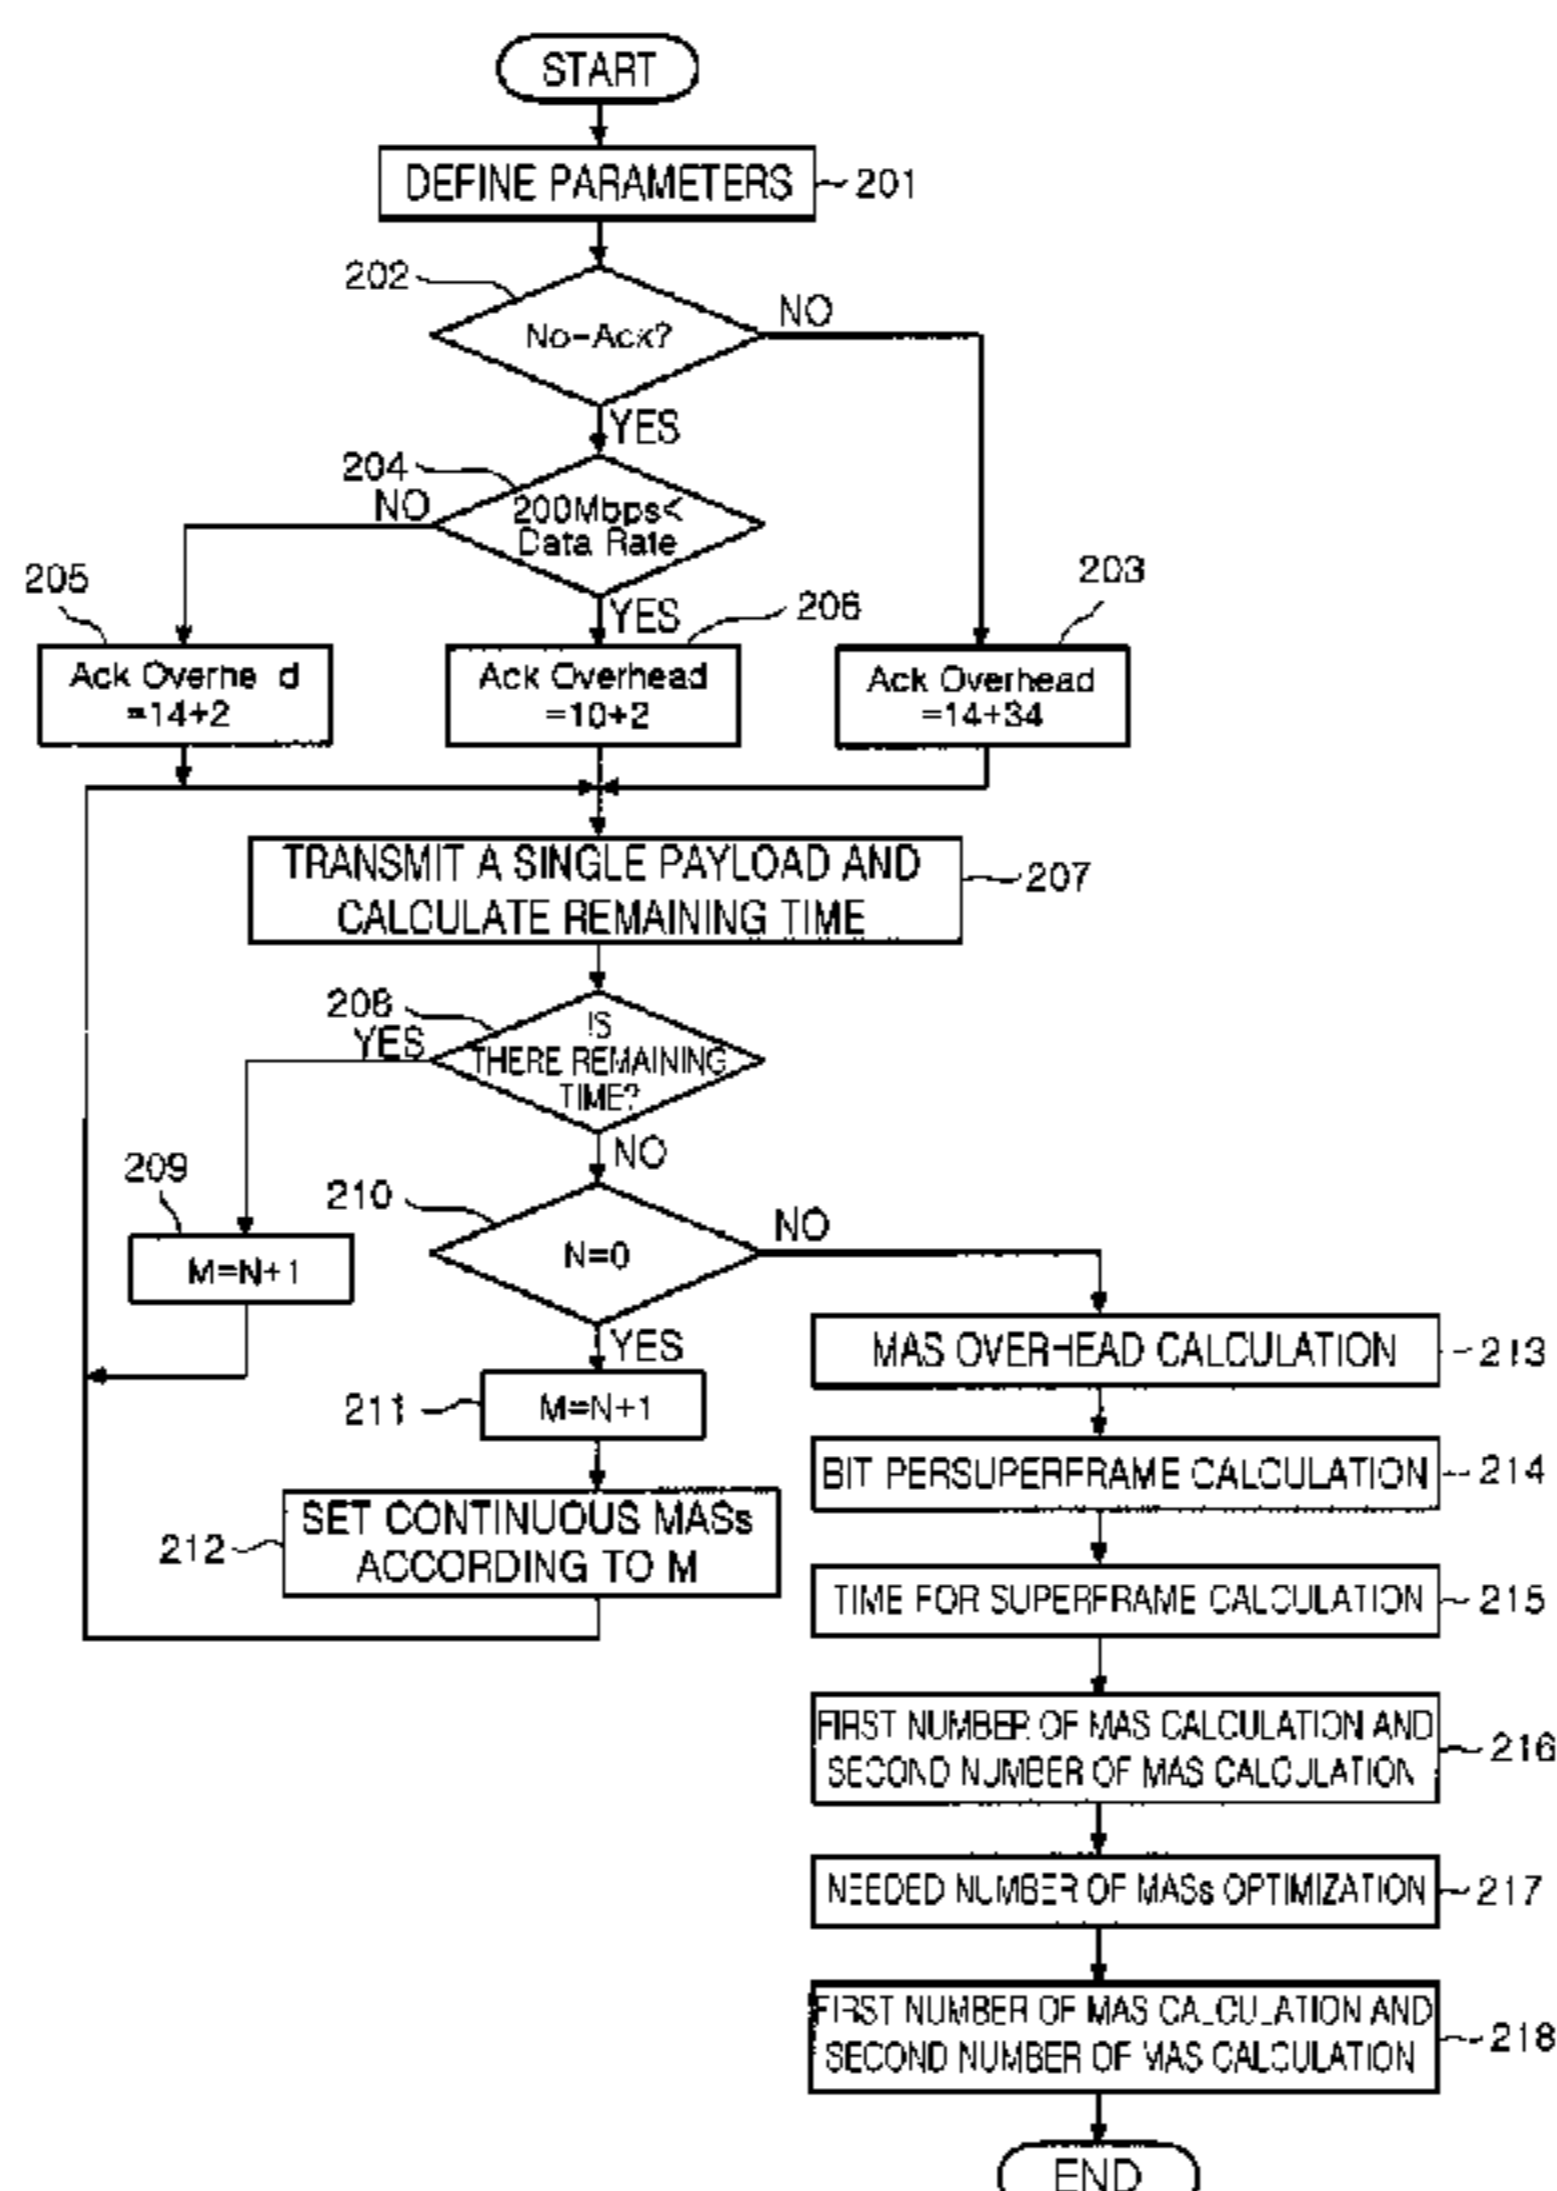 START
DEFINE PARAMETERS
201
202
No-Ack?
NO
YES
204
NO
200Mbps<
Data Rate
YES
205
206
203
Ack Overhe d
=14+2
Ack Overhead
=10+2
Ack Overhead
=14+34
TRANSMIT A SINGLE PAYLOAD AND
CALCULATE REMAINING TIME
207
208
YES
IS
THERE REMAINING
TIME?
NO
209
M=N+1
210
N=0
NO
YES
211
M=N+1
212
SET CONTINUOUS MASs
ACCORDING TO M
MAS OVERHEAD CALCULATION
213
BIT PERSUPERFRAME CALCULATION
214
TIME FOR SUPERFRAME CALCULATION
215
FIRST NUMBER OF MAS CALCULATION AND
SECOND NUMBER OF MAS CALCULATION
216
NEEDED NUMBER OF MASs OPTIMIZATION
217
FIRST NUMBER OF MAS CALCULATION AND
SECOND NUMBER OF MAS CALCULATION
218
END